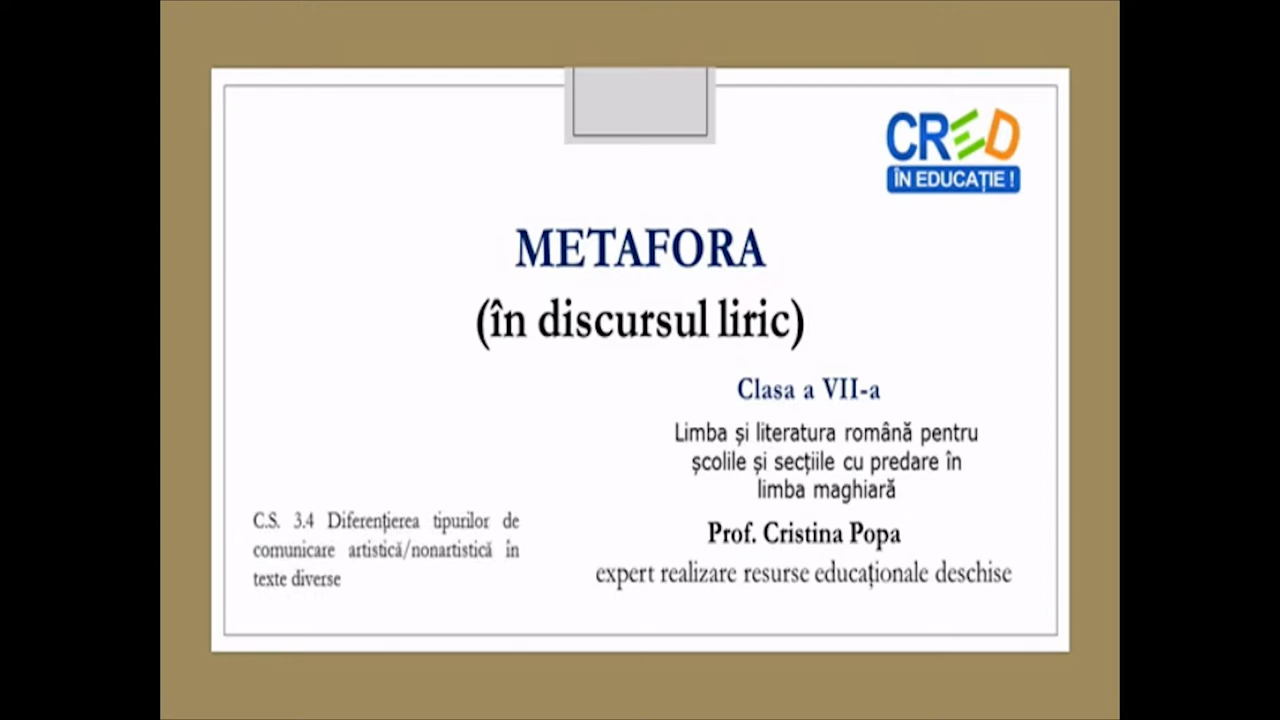 CRED
ÎN EDUCAȚIE !
METAFORA
(în discursul liric)
Clasa a VII-a
Limba și literatura română pentru
școlile și secțiile cu predare în
limba maghiară
C.S. 3.4 Diferențierea tipurilor de
comunicare artistică/nonartistică în
texte diverse
Prof. Cristina Popa
expert realizare resurse educaționale deschise